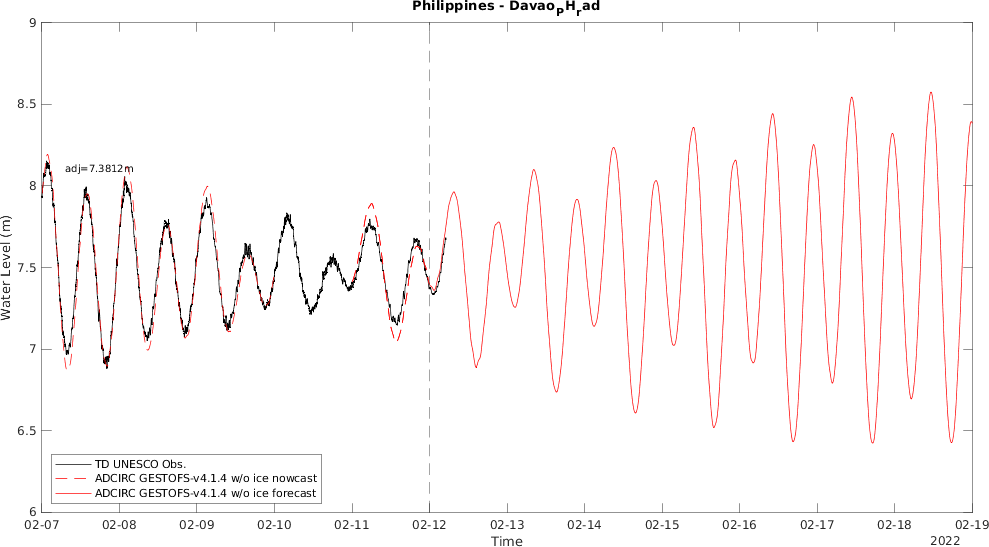 Philippines - Davao_pH_rad
9
8.5
8
7.5
7
6.5
6
Water Level (m)
adj=7.3812m
TD UNESCO Obs.
ADCIRC GESTOFS-v4.1.4 w/o ice nowcast
ADCIRC GESTOFS-v4.1.4 w/o ice forecast
02-07 02-08 02-09 02-10 02-11 02-12 02-13 02-14 02-15 02-16 02-17 02-18 02-19
Time
2022